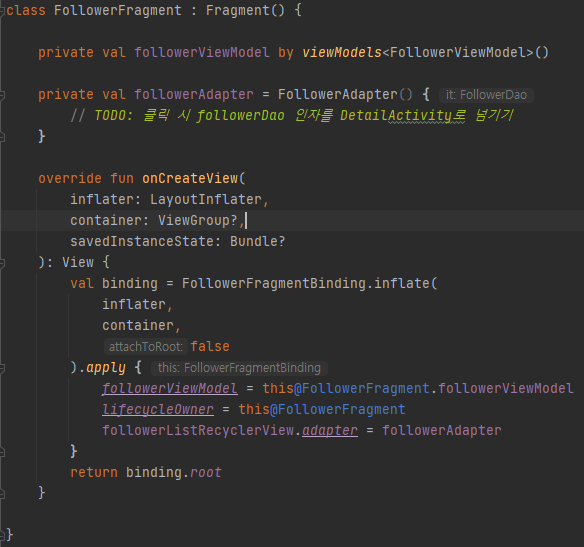 class FollowerFragment : Fragment() {
private val followerViewModel by viewModels<FollowerViewModel>()
private val followerAdapter = FollowerAdapter() { it: FollowerDao
// TODO: 클릭 시 followerDao 인자를 DetailActivity로 넘기기
}
override fun onCreateView(
inflater: LayoutInflater,
container: ViewGroup?,
savedInstanceState: Bundle?
): View {
val binding = FollowerFragmentBinding.inflate(
inflater,
container,
attachToRoot: false
).apply { this: FollowerFragmentBinding
followerViewModel = this@FollowerFragment.followerViewModel
lifecycleOwner = this@FollowerFragment
followerListRecyclerView.adapter = followerAdapter
}
return binding.root
}
}